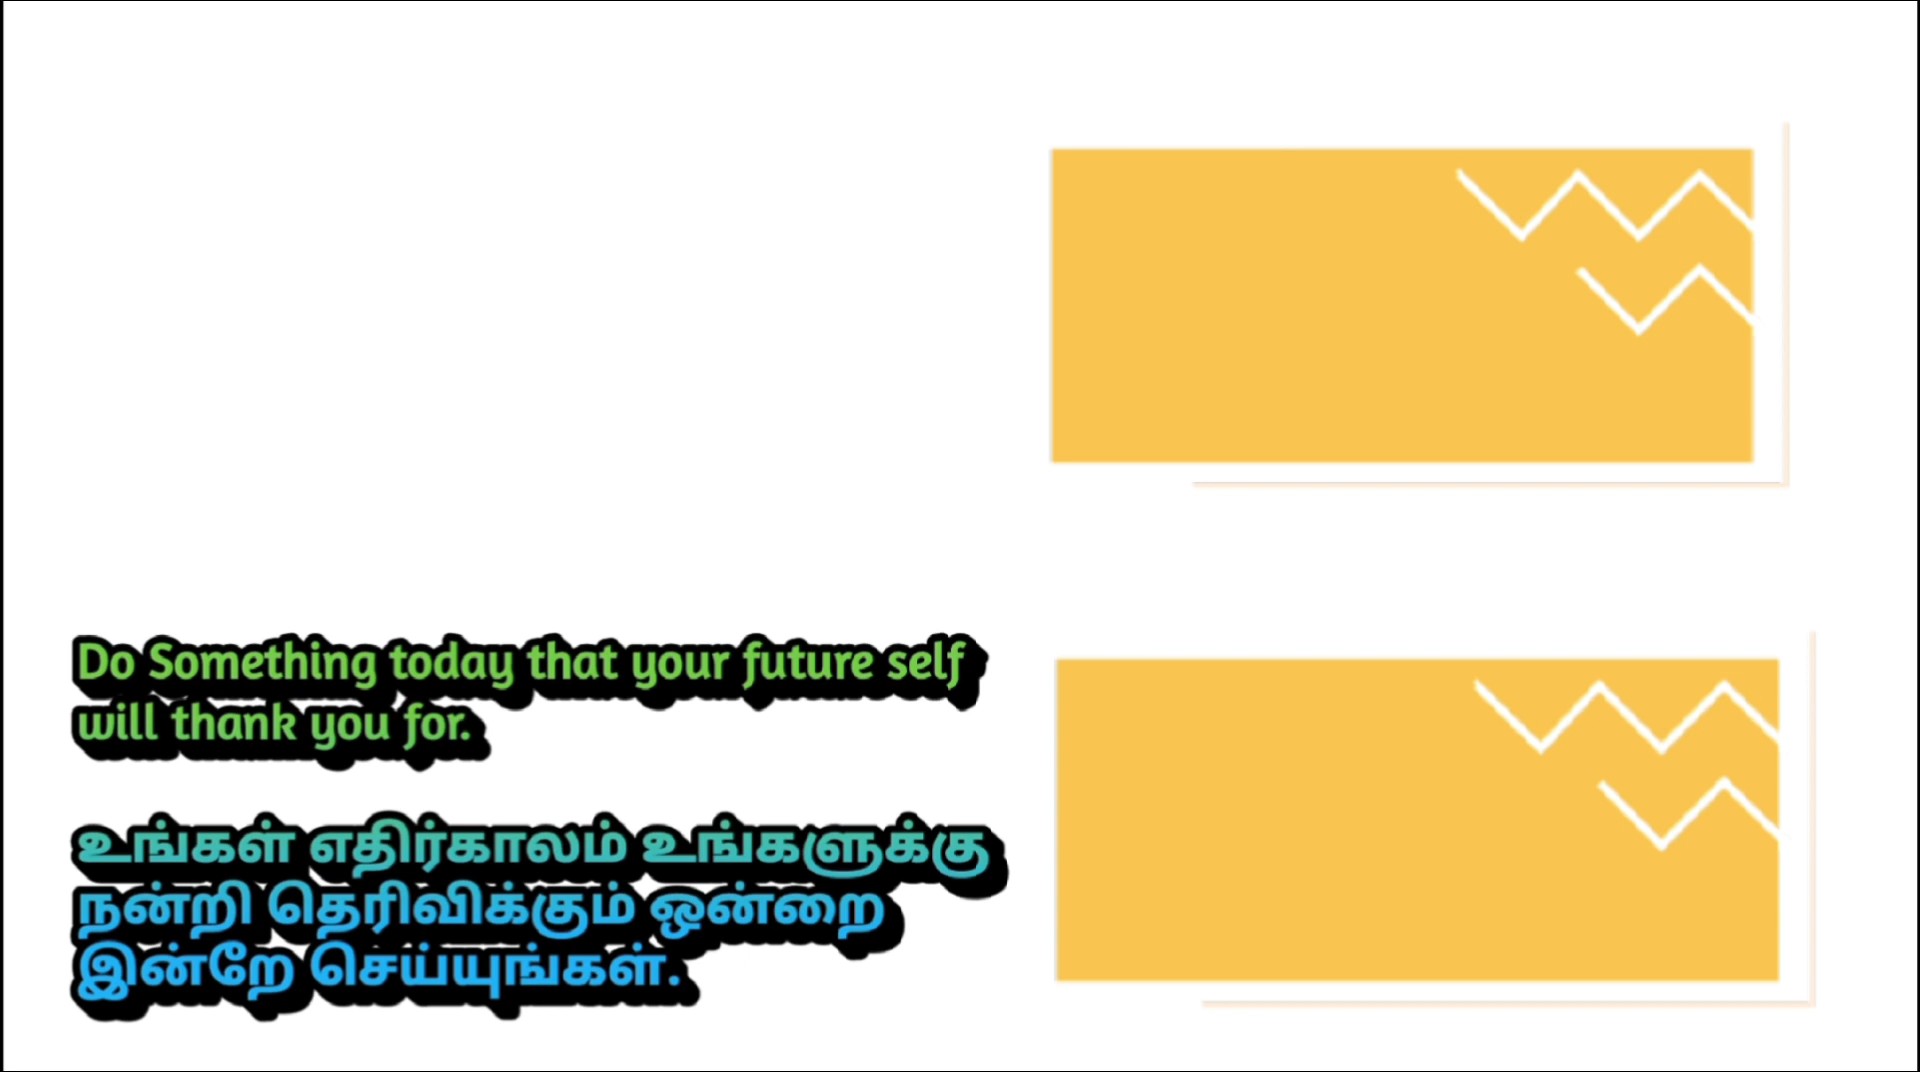 Do Something today that your future self
will thank you for.
உங்கள் எதிர்காலம் உங்களுக்கு
நன்றி தெரிவிக்கும் ஒன்றை
இன்றே செய்யுங்கள்.